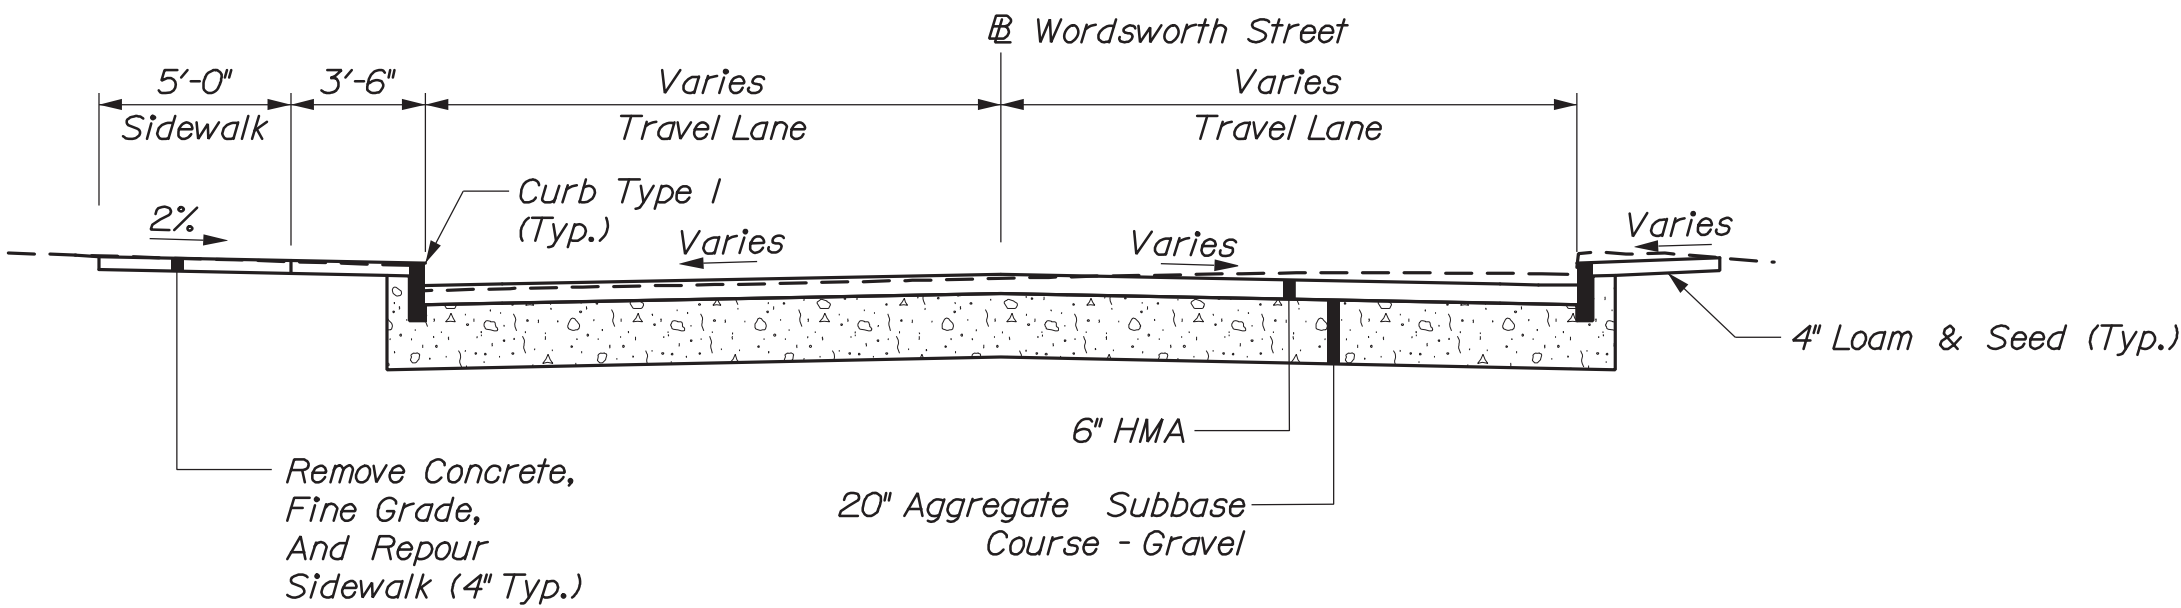 BL Wordsworth Street
5'-0"
3'-6"
Varies
Varies
Sidewalk
Travel Lane
Travel Lane
Curb Type 1
(Typ.)
2%
Varies
Varies
Varies
4" Loam & Seed (Typ.)
6" HMA
Remove Concrete,
Fine Grade,
And Repour
Sidewalk (4" Typ.)
20" Aggregate Subbase
Course - Gravel